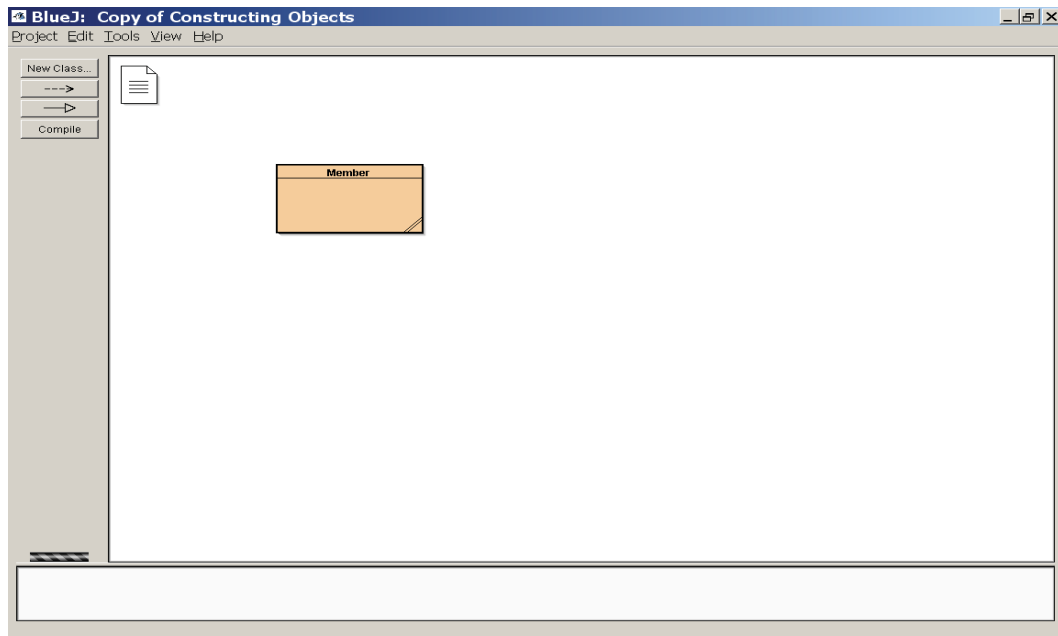 BlueJ: Copy of Constructing Objects
Project Edit Tools View Help
New Class...
Compile
Member